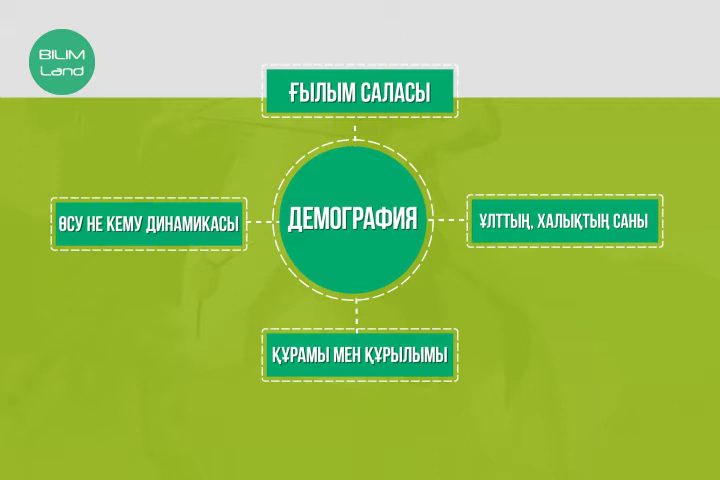 BILIM
Land
ҒЫЛЫМ САЛАСЫ
ДЕМОГРАФИЯ
ӨСУ НЕ КЕМУ ДИНАМИКАСЫ
ҰЛТТЫҢ, ХАЛЫҚТЫҢ САНЫ
ҚҰРАМЫ МЕН ҚҰРЫЛЫМЫ